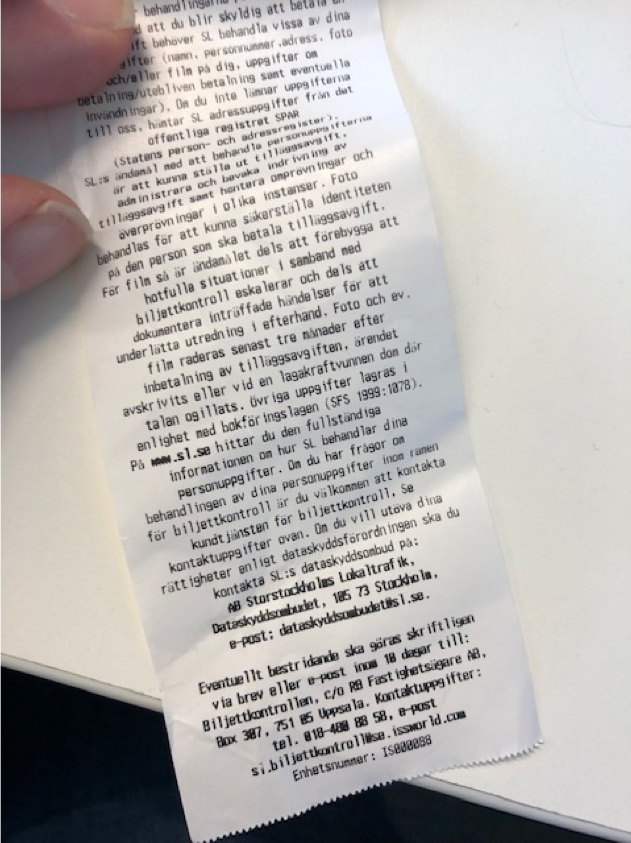 behandlingarna
att du blir skyldig att betala en
ift behöver SL behandla vissa av dina
gifter (namn, personnummer, adress, foto
och/eller film på dig, uppgifter om
betalning/utebliven betalning samt eventuella
invändningar). Om du inte lämnar uppgifterna
till oss, hämtar SL adressuppgifter från det
offentliga registret SPAR
(Statens person- och adressregister).
SL:s ändamål med att behandla personuppgifterna
är att kunna ställa ut tilläggsavgift,
administrera och bevaka indrivning av
tilläggsavgift samt hantera omprövningar och
överprövningar i olika instanser. Foto
behandlas för att kunna säkerställa identiteten
på den person som ska betala tilläggsavgift.
För film så är ändamålet dels att förebygga att
hotfulla situationer i samband med
biljettkontroll eskalerar och dels att
dokumentera inträffade händelser för att
underlätta utredning i efterhand. Foto och ev.
film raderas senast tre månader efter
inbetalning av tilläggsavgiften, ärendet
avskrivits eller vid en lagakraftvunnen dom där
talan ogillats. Övriga uppgifter lagras i
enlighet med bokföringslagen (SFS 1999:1078).
På www.sl.se hittar du den fullständiga
informationen om hur SL behandlar dina
personuppgifter. Om du har frågor om
behandlingen av dina personuppgifter inom ramen
för biljettkontroll är du välkommen att kontakta
kundtjänsten för biljettkontroll. Se
kontaktuppgifter ovan. Om du vill utöva dina
rättigheter enligt dataskyddsförordningen ska du
kontakta SL:s dataskyddsombud på:
AB Storstockholms Lokaltrafik,
Dataskyddsombudet, 105 73 Stockholm,
e-post: dataskyddsombudet@sl.se.
Eventuellt bestridande ska göras skriftligen
via brev eller e-post inom 10 dagar till:
Biljettkontrollen, c/o RB Fastighetsägare AB,
Box 307, 751 05 Uppsala. Kontaktuppgifter:
tel. 010-400 88 50, e-post
sl.biljettkontroll@se.issworld.com
Enhetsnummer: IS000088